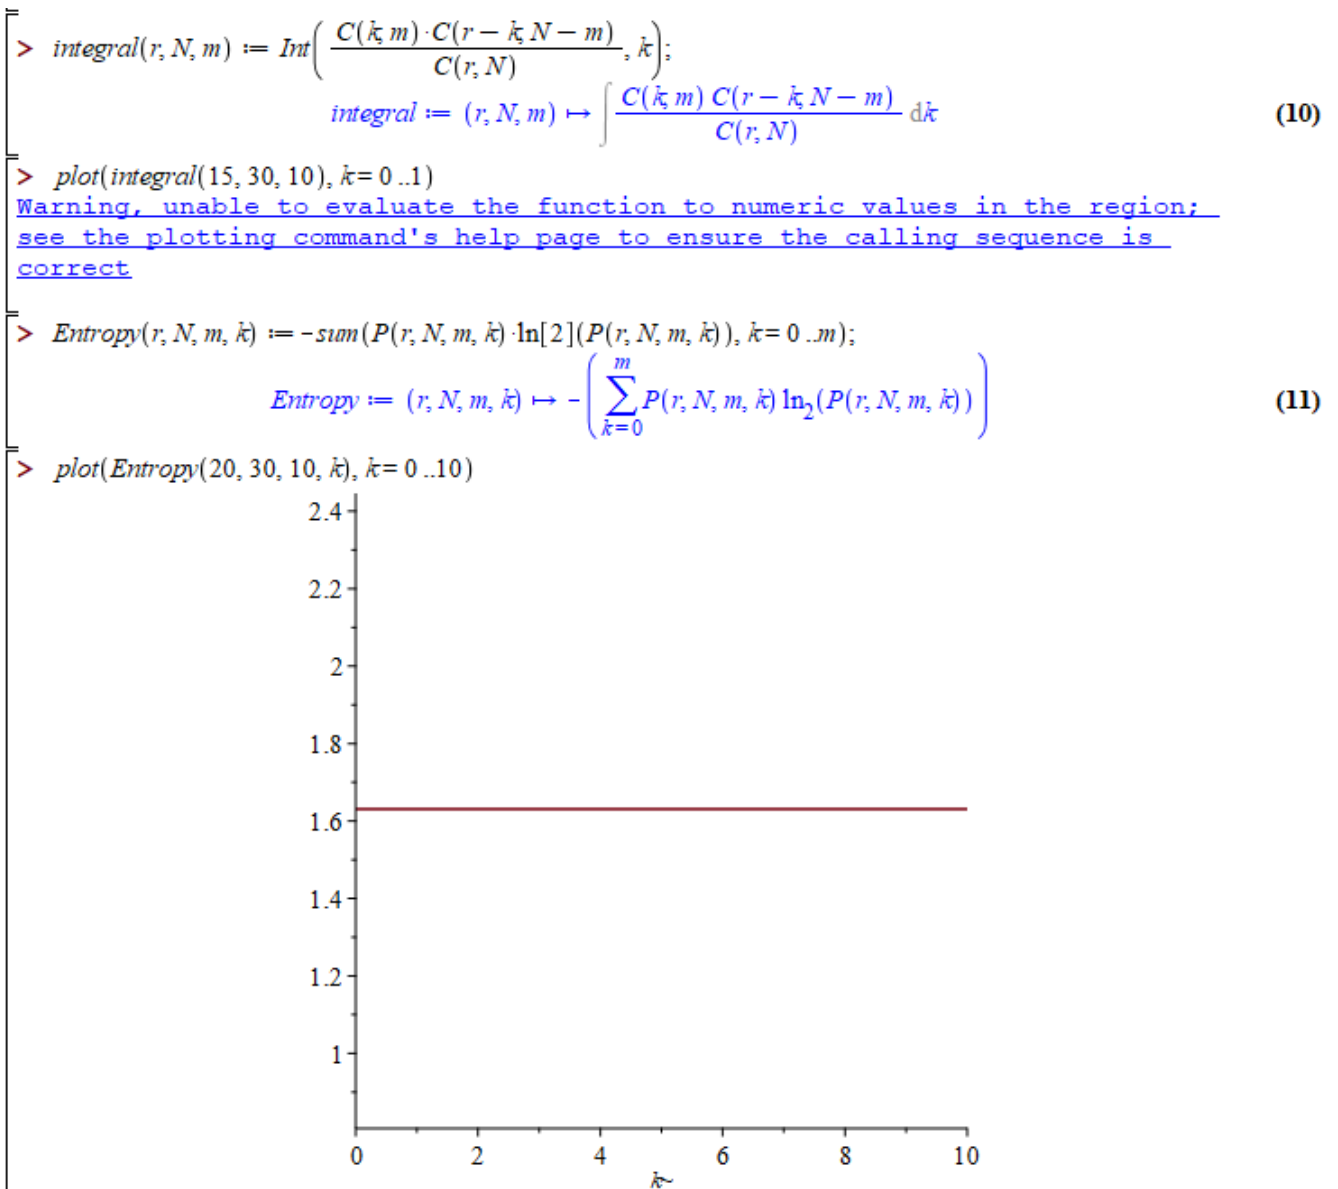 > integral(r, N, m) := Int( C(k, m)·C(r − k, N − m) / C(r, N), k);
integral := (r, N, m) ↦ ∫ C(k, m) C(r − k, N − m) / C(r, N) dk (10)
> plot(integral(15, 30, 10), k = 0 ..1)
Warning, unable to evaluate the function to numeric values in the region;
see the plotting command's help page to ensure the calling sequence is
correct
> Entropy(r, N, m, k) := −sum(P(r, N, m, k)·ln[2](P(r, N, m, k)), k = 0 ..m);
Entropy := (r, N, m, k) ↦ −( ∑_{k=0}^{m} P(r, N, m, k) ln₂(P(r, N, m, k)) ) (11)
> plot(Entropy(20, 30, 10, k), k = 0 ..10)
2.4
2.2
2
1.8
1.6
1.4
1.2
1
0 2 4 6 8 10
k~